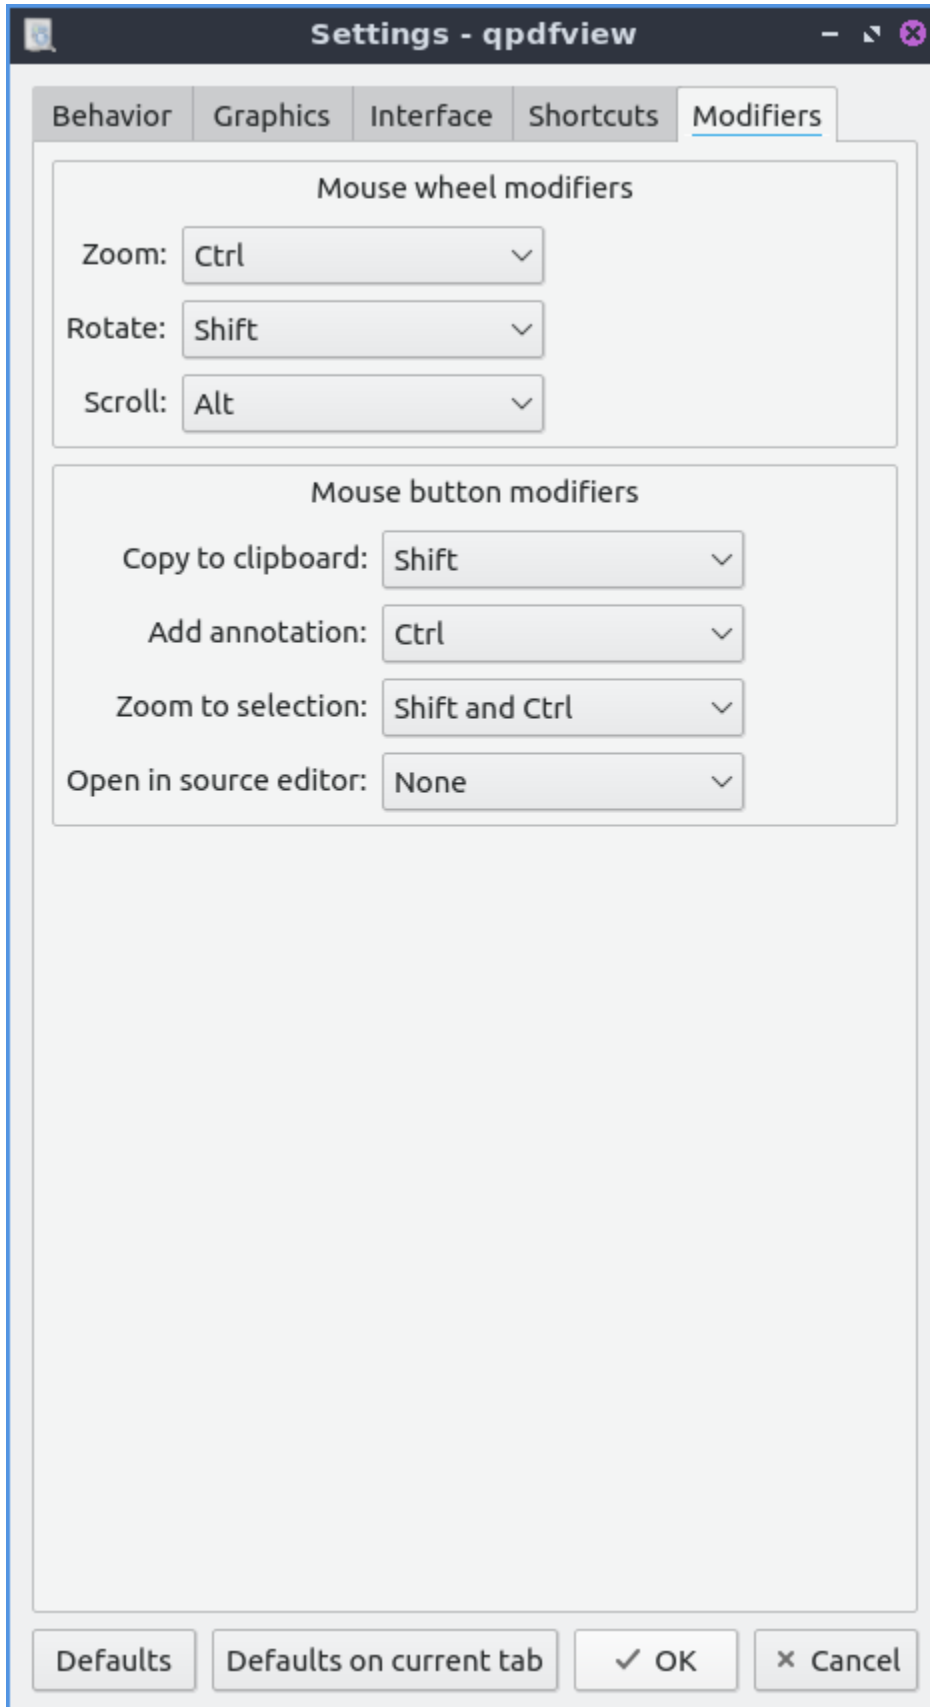 Settings - qpdfview
Behavior Graphics Interface Shortcuts Modifiers
Mouse wheel modifiers
Zoom: Ctrl
Rotate: Shift
Scroll: Alt
Mouse button modifiers
Copy to clipboard: Shift
Add annotation: Ctrl
Zoom to selection: Shift and Ctrl
Open in source editor: None
Defaults Defaults on current tab OK Cancel